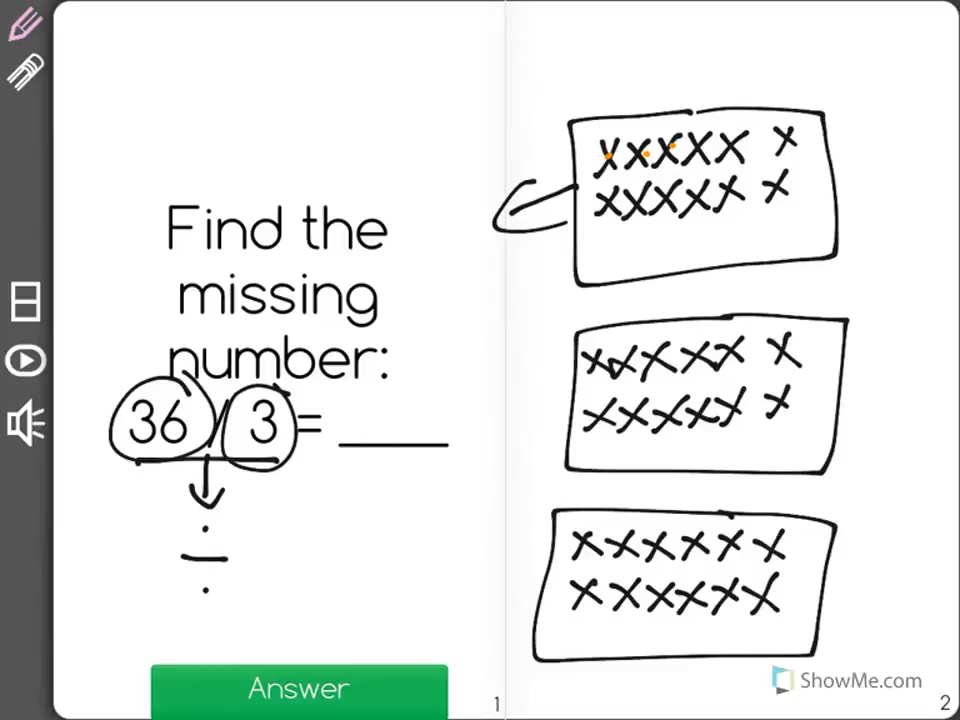 Find the
missing
number:
36 / 3 = ____
÷
Answer
1
X X X X X X
X X X X X X
X X X X X X
X X X X X X
X X X X X X
X X X X X X
ShowMe.com
2